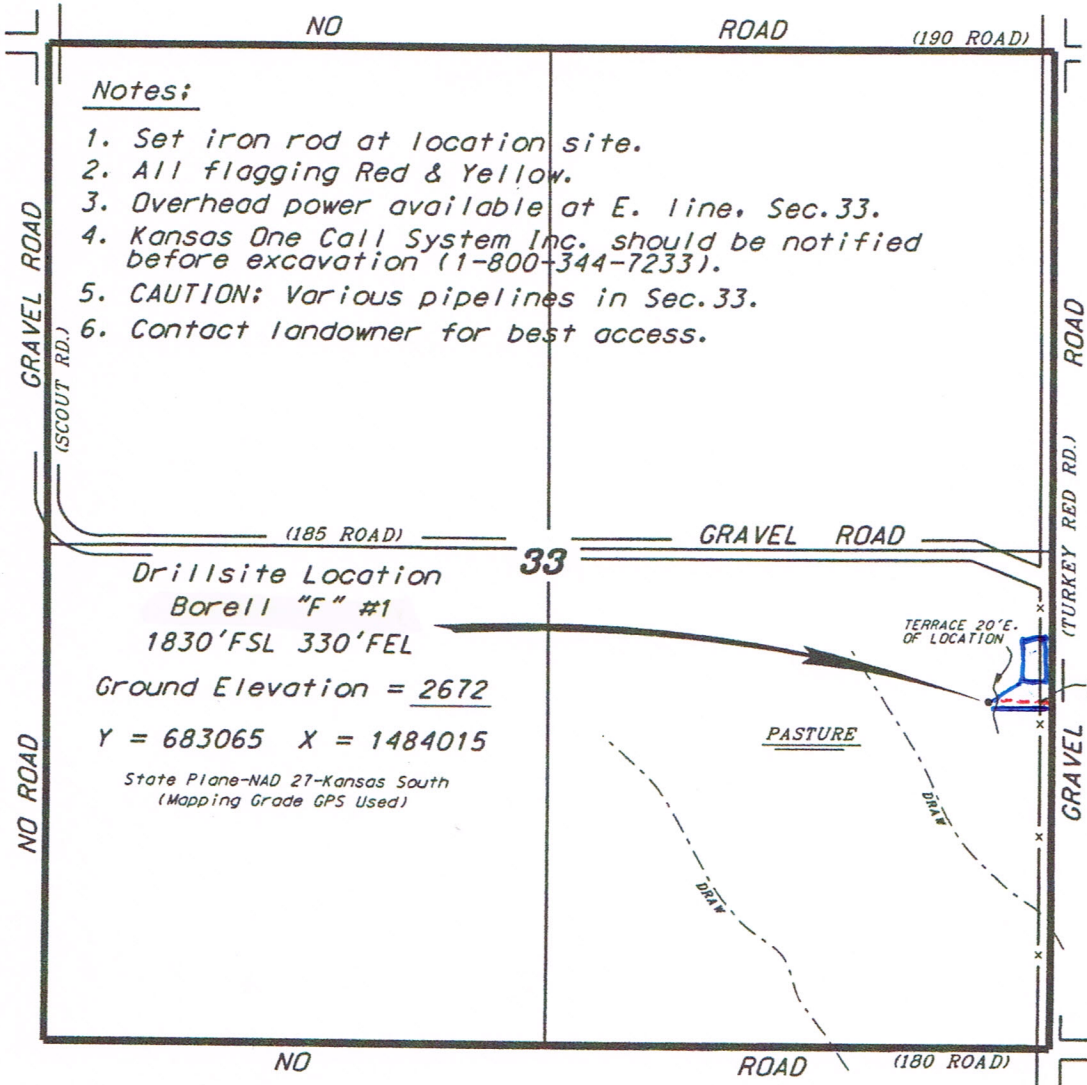 NO ROAD (190 ROAD)
Notes:
1. Set iron rod at location site.
2. All flagging Red & Yellow.
3. Overhead power available at E. line, Sec.33.
4. Kansas One Call System Inc. should be notified
before excavation (1-800-344-7233).
5. CAUTION: Various pipelines in Sec.33.
6. Contact landowner for best access.
GRAVEL ROAD
(SCOUT RD.)
ROAD
(TURKEY RED RD.)
GRAVEL
(185 ROAD) GRAVEL ROAD
33
Drillsite Location
Borell "F" #1
1830'FSL 330'FEL
Ground Elevation = 2672
Y = 683065 X = 1484015
State Plane-NAD 27-Kansas South
(Mapping Grade GPS Used)
TERRACE 20'E.
OF LOCATION
PASTURE
DRAW
DRAW
NO ROAD
x
x
x
x
NO ROAD (180 ROAD)